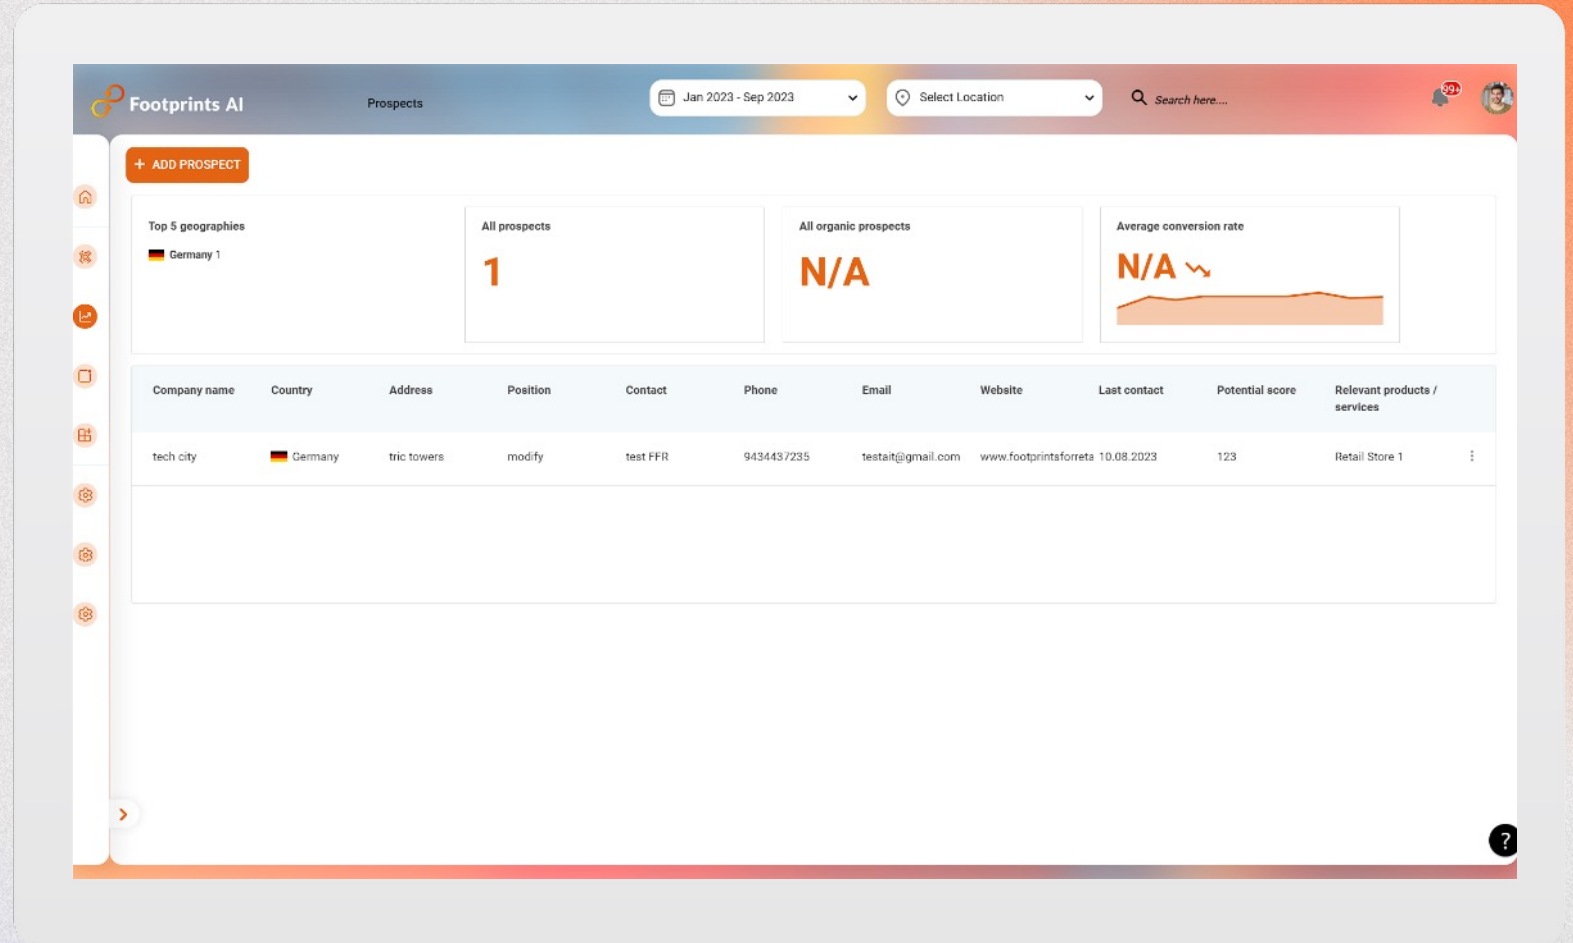 Footprints AI
Prospects
Jan 2023 - Sep 2023
Select Location
Search here....
99+
+ ADD PROSPECT
Top 5 geographies
Germany 1
All prospects
1
All organic prospects
N/A
Average conversion rate
N/A
Company name Country Address Position Contact Phone Email Website Last contact Potential score Relevant products /
services
tech city Germany tric towers modify test FFR 9434437235 testait@gmail.com www.footprintsforreta 10.08.2023 123 Retail Store 1
?